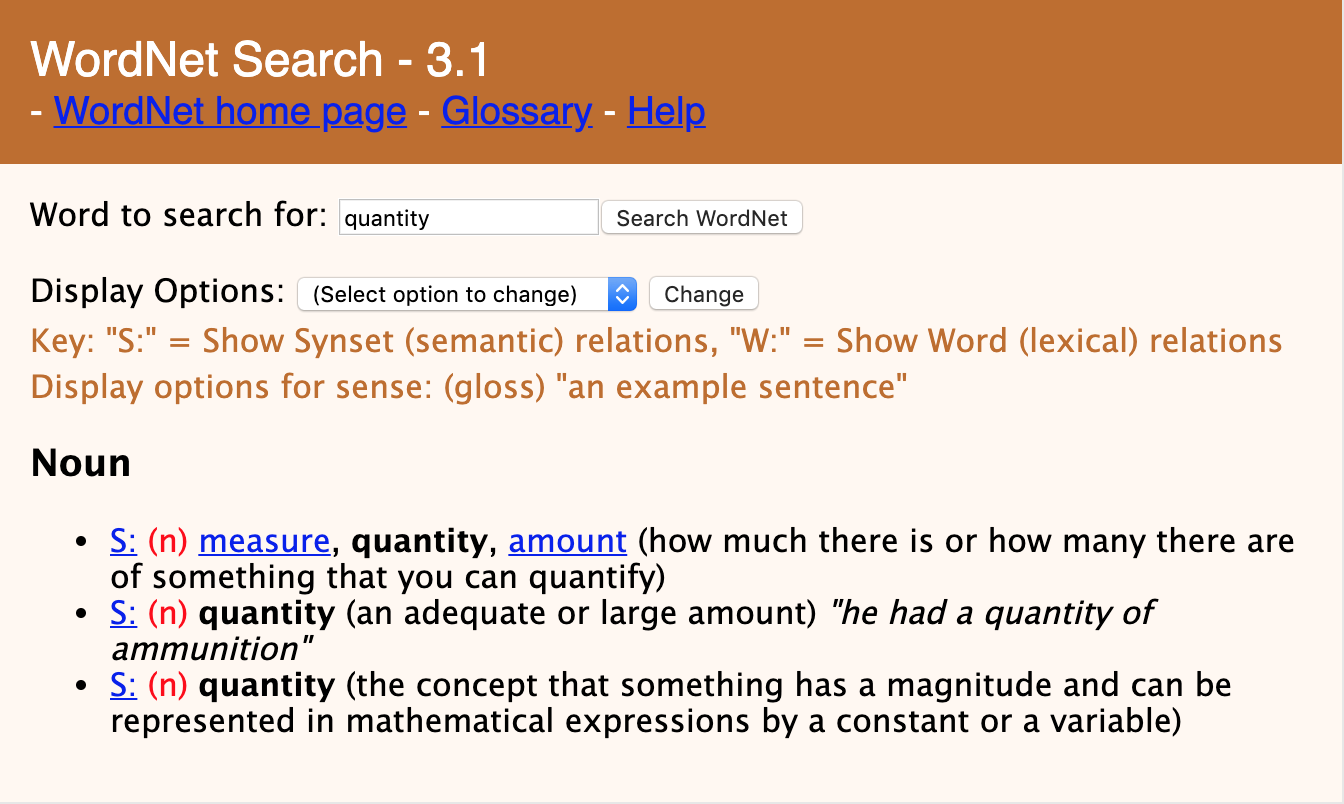 WordNet Search - 3.1
- WordNet home page - Glossary - Help
Word to search for: quantity Search WordNet
Display Options: (Select option to change) Change
Key: "S:" = Show Synset (semantic) relations, "W:" = Show Word (lexical) relations
Display options for sense: (gloss) "an example sentence"
Noun
• S: (n) measure, quantity, amount (how much there is or how many there are
of something that you can quantify)
• S: (n) quantity (an adequate or large amount) "he had a quantity of
ammunition"
• S: (n) quantity (the concept that something has a magnitude and can be
represented in mathematical expressions by a constant or a variable)